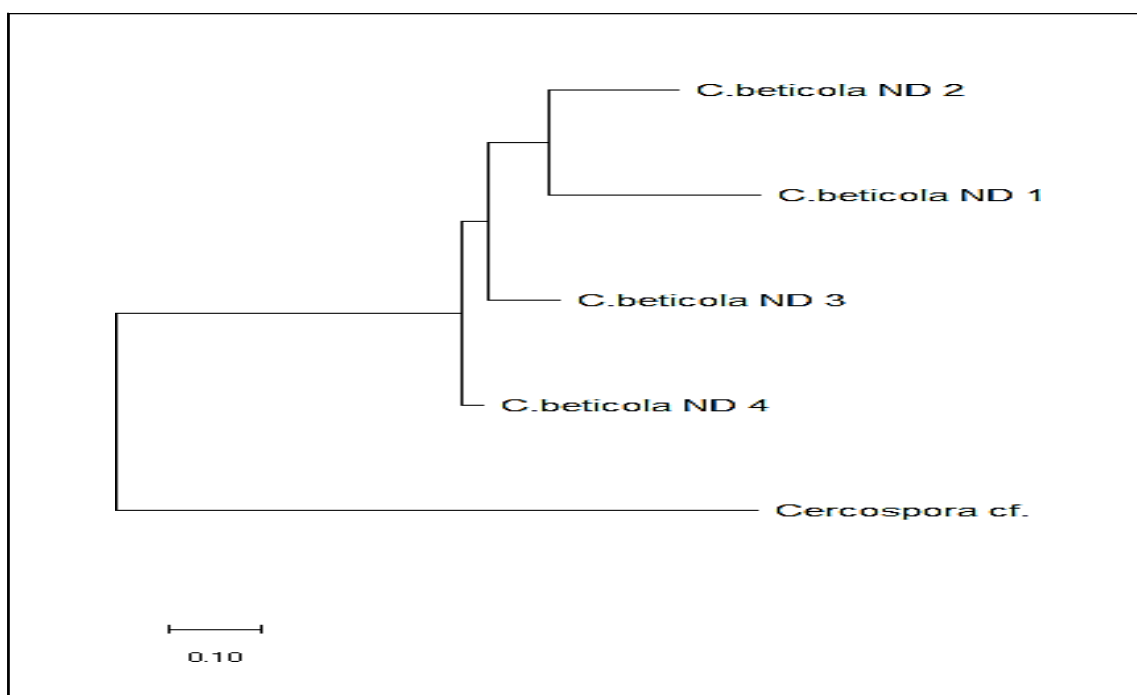 C.beticola ND 2
C.beticola ND 1
C.beticola ND 3
C.beticola ND 4
Cercospora cf.
0.10